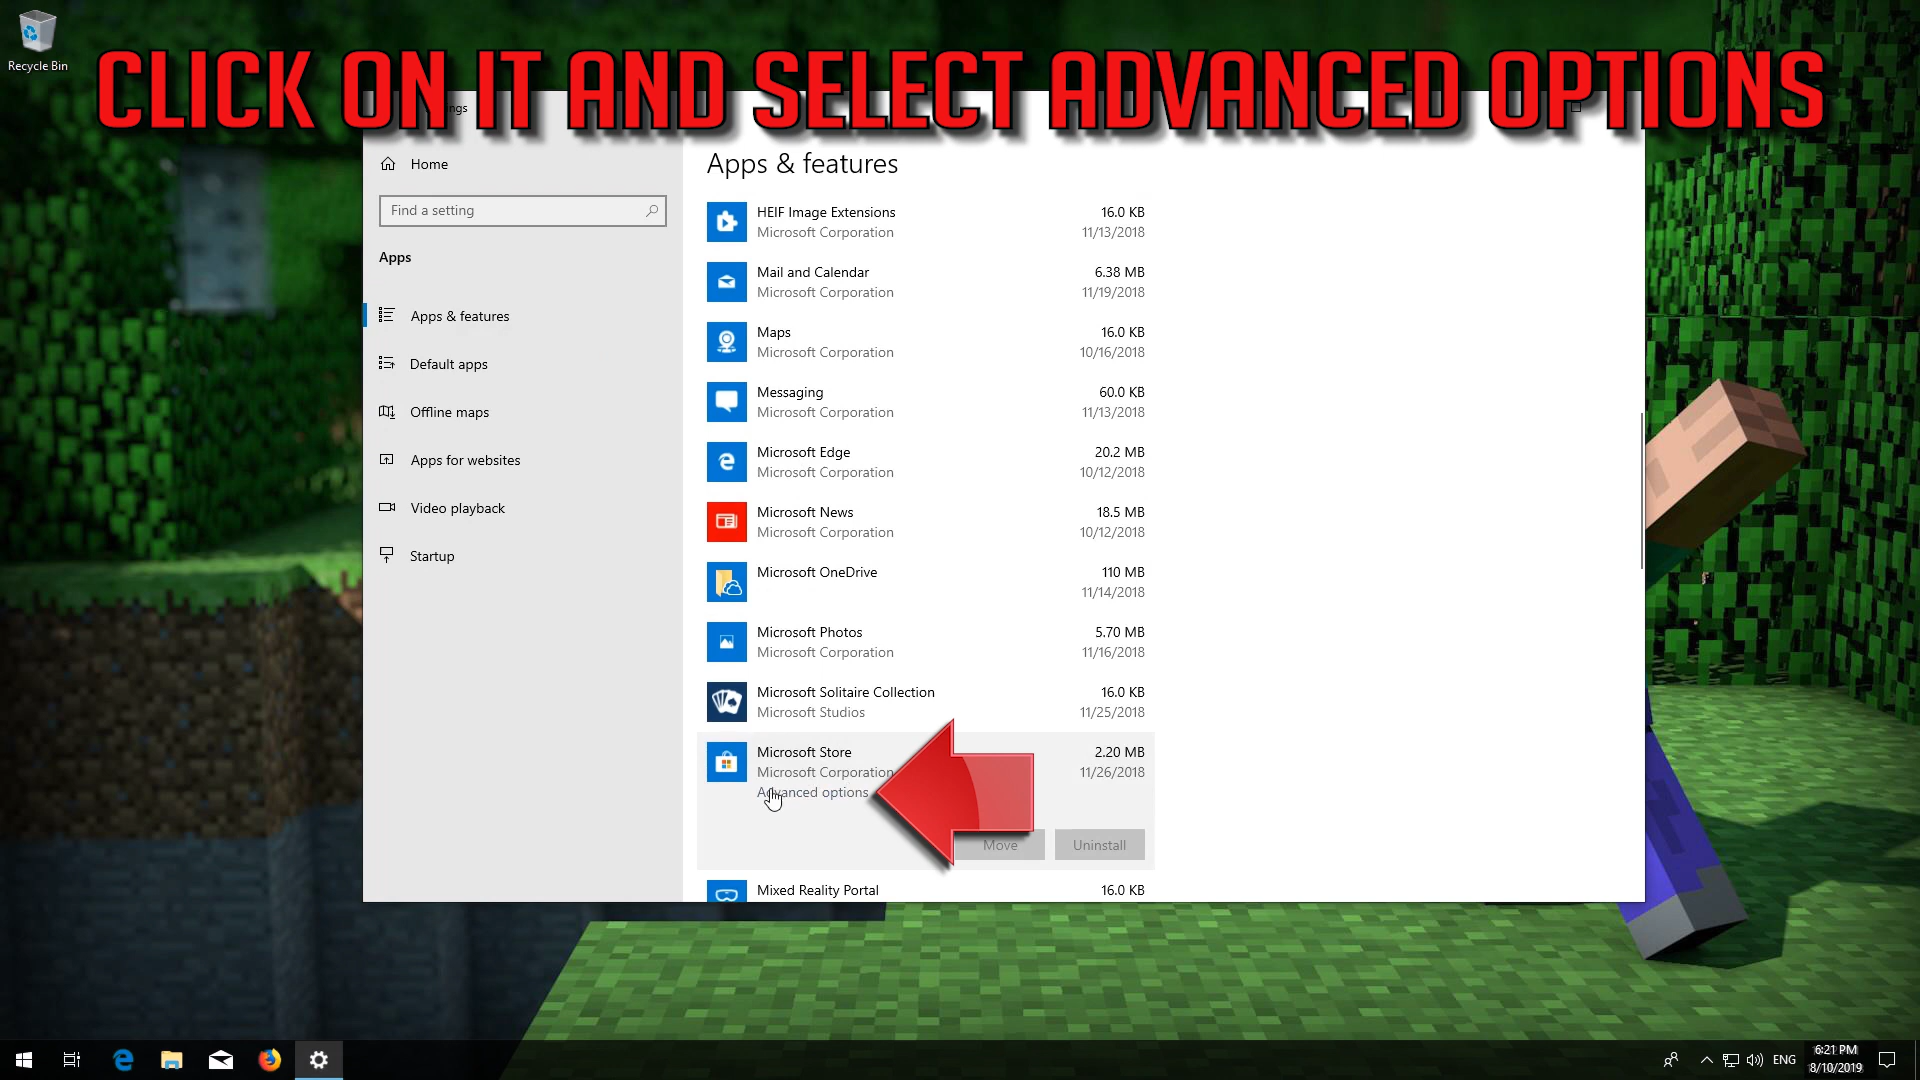 Recycle Bin
CLICK ON IT AND SELECT ADVANCED OPTIONS
Home
Find a setting
Apps
Apps & features
Default apps
Offline maps
Apps for websites
Video playback
Startup
Apps & features
HEIF Image Extensions 16.0 KB
Microsoft Corporation 11/13/2018
Mail and Calendar 6.38 MB
Microsoft Corporation 11/19/2018
Maps 16.0 KB
Microsoft Corporation 10/16/2018
Messaging 60.0 KB
Microsoft Corporation 11/13/2018
Microsoft Edge 20.2 MB
Microsoft Corporation 10/12/2018
Microsoft News 18.5 MB
Microsoft Corporation 10/12/2018
Microsoft OneDrive 110 MB
11/14/2018
Microsoft Photos 5.70 MB
Microsoft Corporation 11/16/2018
Microsoft Solitaire Collection 16.0 KB
Microsoft Studios 11/25/2018
Microsoft Store 2.20 MB
Microsoft Corporation 11/26/2018
Advanced options
Move Uninstall
Mixed Reality Portal 16.0 KB
ENG
6:21 PM
8/10/2019